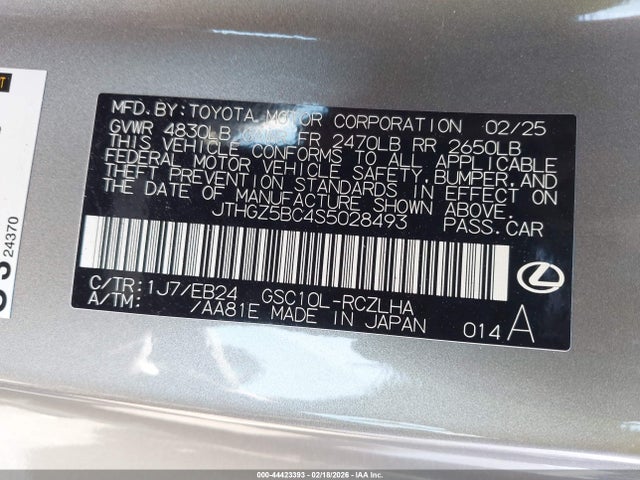 MFD.BY:TOYOTA MOTOR CORPORATION 02/25
GVWR 4830LB FR 2470LB RR 2650LB
THIS VEHICLE CONFORMS TO ALL APPLICABLE
FEDERAL MOTOR VEHICLE SAFETY,BUMPER,AND
THEFT PREVENTION STANDARDS IN EFFECT ON
THE DATE OF MANUFACTURE SHOWN ABOVE.
JTHGZ5BC4S5028493 PASS.CAR
C/TR:1J7/EB24 GSC10L-RCZLHA
A/TM: /AA81E MADE IN JAPAN 014A
24370
000-44423393 - 02/18/2026 - Copyright © IAA, Inc.